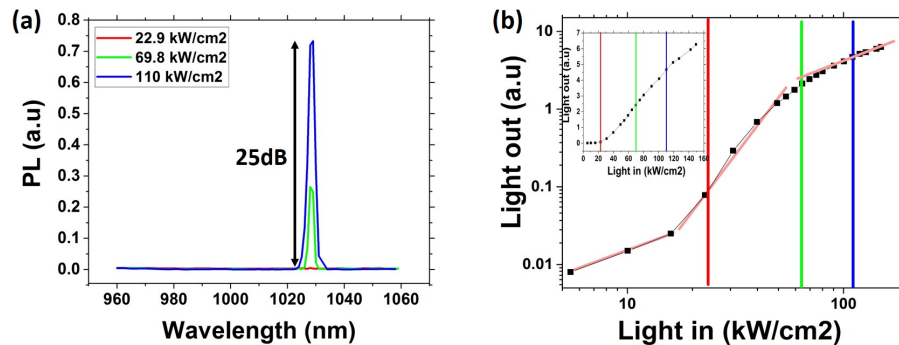 (a)
22.9 kW/cm2
69.8 kW/cm2
110 kW/cm2
25dB
PL (a.u)
0.8
0.7
0.6
0.5
0.4
0.3
0.2
0.1
0.0
960 980 1000 1020 1040 1060
Wavelength (nm)
(b)
Light out (a.u)
10
1
0.1
0.01
10 100
Light in (kW/cm2)
Light out (a.u)
7
6
5
4
3
2
1
0
0 20 40 60 80 100 120 140 160
Light in (kW/cm2)